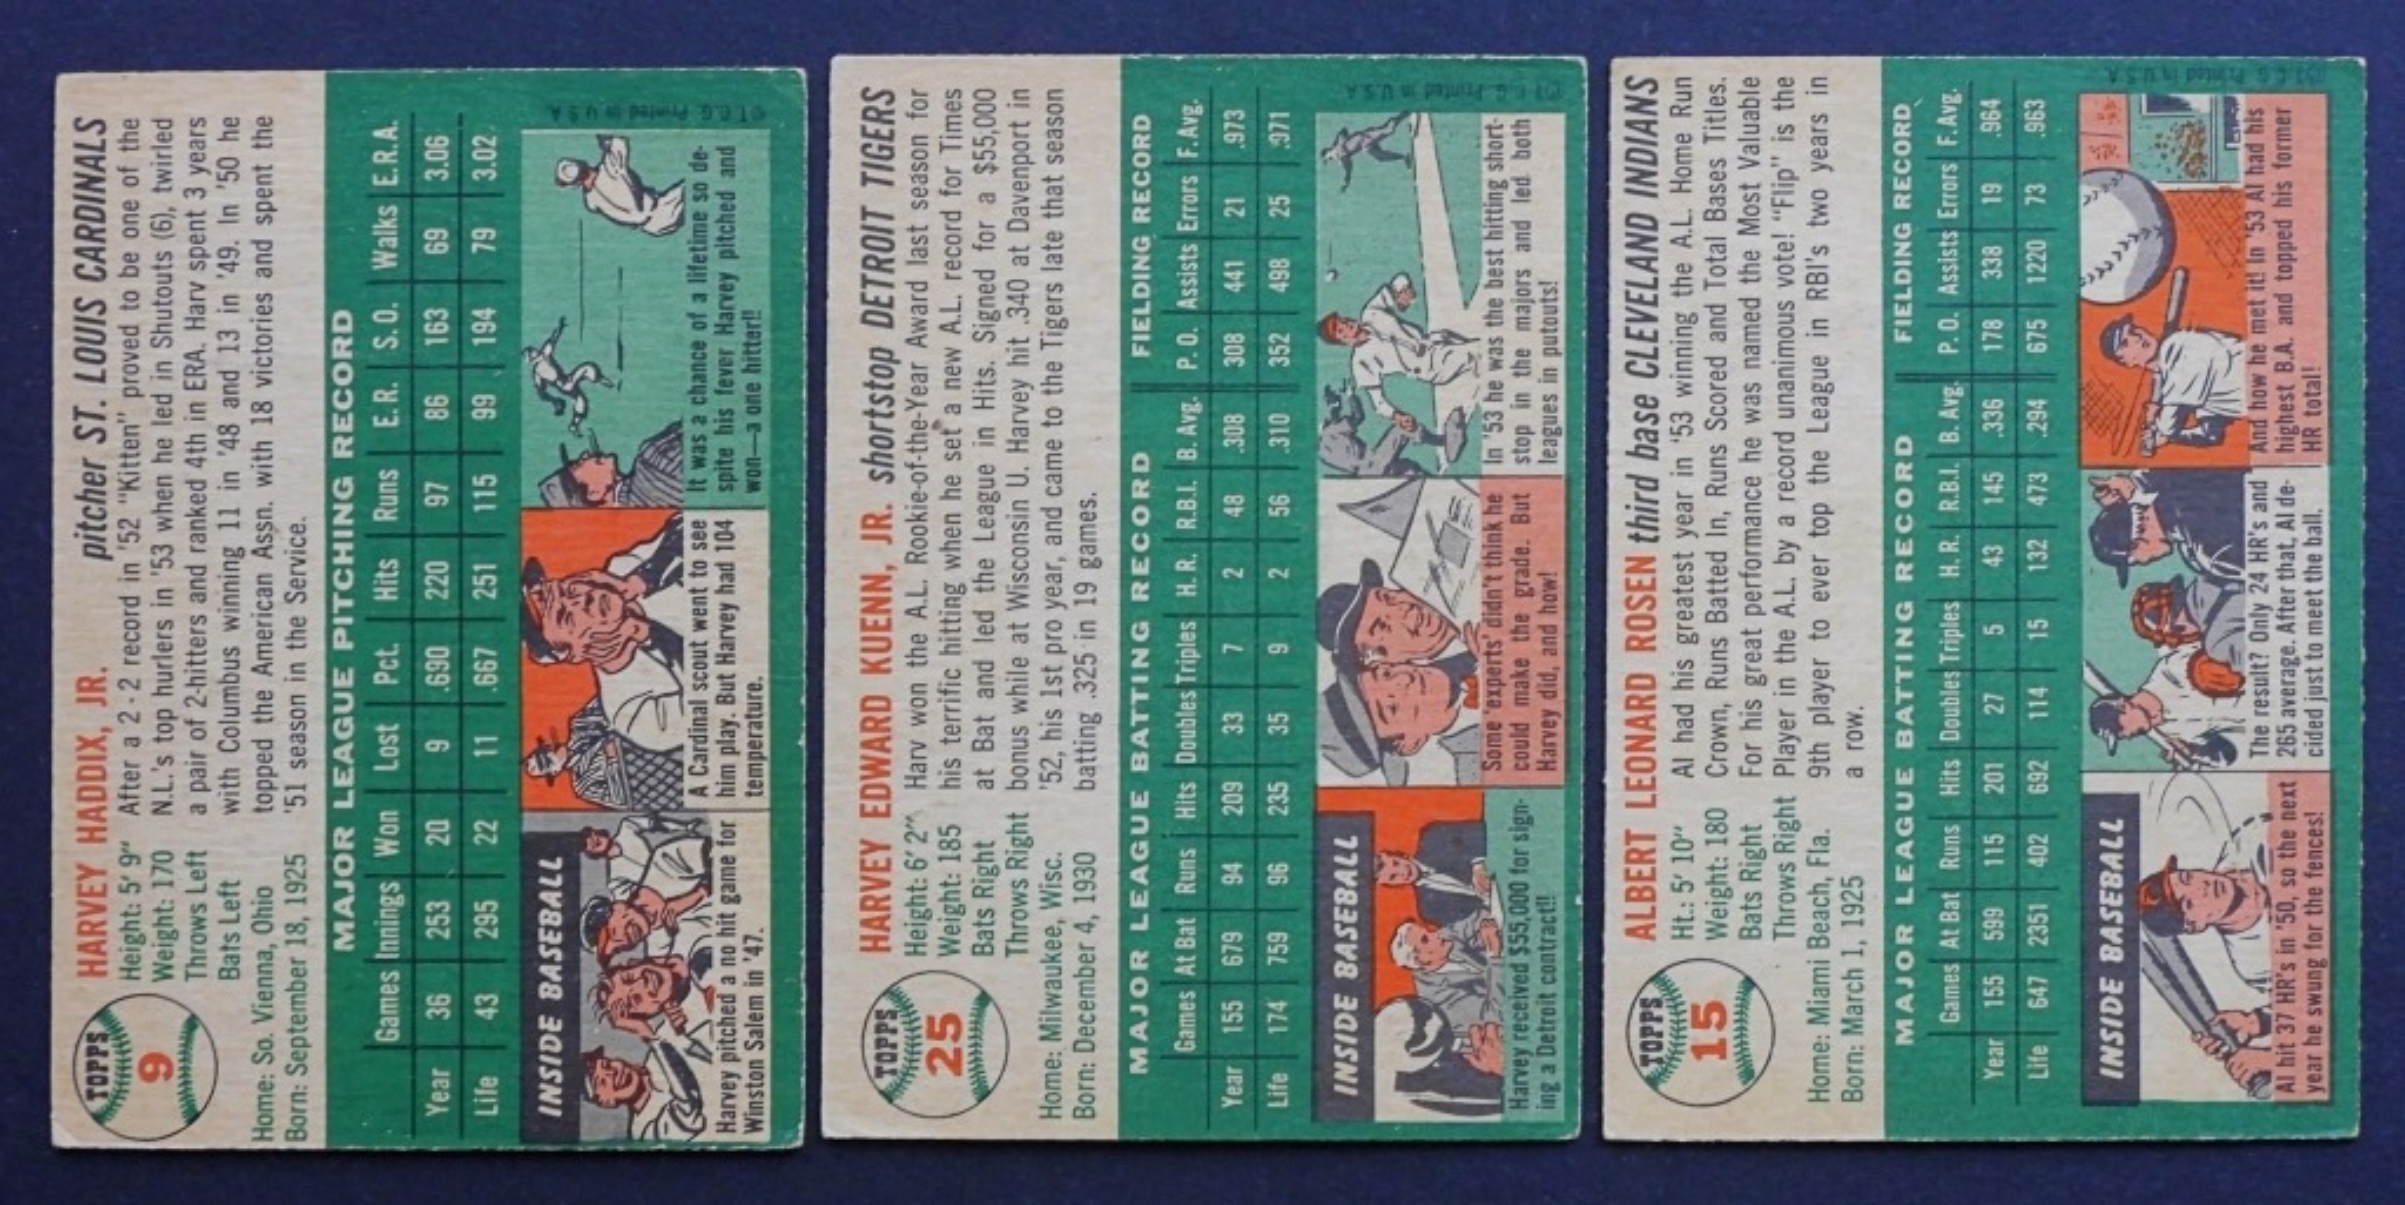 TOPPS
9
HARVEY HADDIX, JR.
pitcher ST. LOUIS CARDINALS
Height: 5' 9"
Weight: 170
Throws Left
Bats Left
Home: So. Vienna, Ohio
Born: September 18, 1925
After a 2 - 2 record in '52 "Kitten" proved to be one of the
N.L.'s top hurlers in '53 when he led in Shutouts (6), twirled
a pair of 2-hitters and ranked 4th in ERA. Harv spent 3 years
with Columbus winning 11 in '48 and 13 in '49. In '50 he
topped the American Assn. with 18 victories and spent the
'51 season in the Service.
MAJOR LEAGUE PITCHING RECORD
Games Innings Won Lost Pct. Hits Runs E.R. S.O. Walks E.R.A.
Year 36 253 20 9 .690 220 97 86 163 69 3.06
Life 43 295 22 11 .667 251 115 99 194 79 3.02
INSIDE BASEBALL
Harvey pitched a no hit game for
Winston Salem in '47.
A Cardinal scout went to see
him play. But Harvey had 104
temperature.
It was a chance of a lifetime so de-
spite his fever Harvey pitched and
won—a one hitter!!
© T.C.G. Printed in U.S.A
TOPPS
25
HARVEY EDWARD KUENN, JR. shortstop DETROIT TIGERS
Height: 6' 2"
Weight: 185
Bats Right
Throws Right
Home: Milwaukee, Wisc.
Born: December 4, 1930
Harv won the A.L. Rookie-of-the-Year Award last season for
his terrific hitting when he set a new A.L. record for Times
at Bat and led the League in Hits. Signed for a $55,000
bonus while at Wisconsin U. Harvey hit .340 at Davenport in
'52, his 1st pro year, and came to the Tigers late that season
batting .325 in 19 games.
MAJOR LEAGUE BATTING RECORD FIELDING RECORD
Games At Bat Runs Hits Doubles Triples H. R. R.B.I. B. Avg. P. O. Assists Errors F. Avg.
Year 155 679 94 209 33 7 2 48 .308 308 441 21 .973
Life 174 759 96 235 35 9 2 56 .310 352 498 25 .971
INSIDE BASEBALL
Harvey received $55,000 for sign-
ing a Detroit contract!!
Some 'experts' didn't think he
could make the grade. But
Harvey did, and how!
In '53 he was the best hitting short-
stop in the majors and led both
leagues in putouts!
© T.C.G. Printed in U.S.A
TOPPS
15
ALBERT LEONARD ROSEN third base CLEVELAND INDIANS
Ht.: 5' 10"
Weight: 180
Bats Right
Throws Right
Home: Miami Beach, Fla.
Born: March 1, 1925
Al had his greatest year in '53 winning the A.L. Home Run
Crown, Runs Batted In, Runs Scored and Total Bases Titles.
For his great performance he was named the Most Valuable
Player in the A.L. by a record unanimous vote! "Flip" is the
9th player to ever top the League in RBI's two years in
a row.
MAJOR LEAGUE BATTING RECORD FIELDING RECORD
Games At Bat Runs Hits Doubles Triples H. R. R.B.I. B. Avg. P. O. Assists Errors F. Avg.
Year 155 599 115 201 27 5 43 145 .336 178 338 19 .964
Life 647 2351 402 692 114 15 132 473 .294 675 1220 73 .963
INSIDE BASEBALL
Al hit 37 HR's in '50, so the next
year he swung for the fences!
The result? Only 24 HR's and
265 average. After that, Al de-
cided just to meet the ball.
And how he met it! In '53 Al had his
highest B.A. and topped his former
HR total!
© T.C.G. Printed in U.S.A